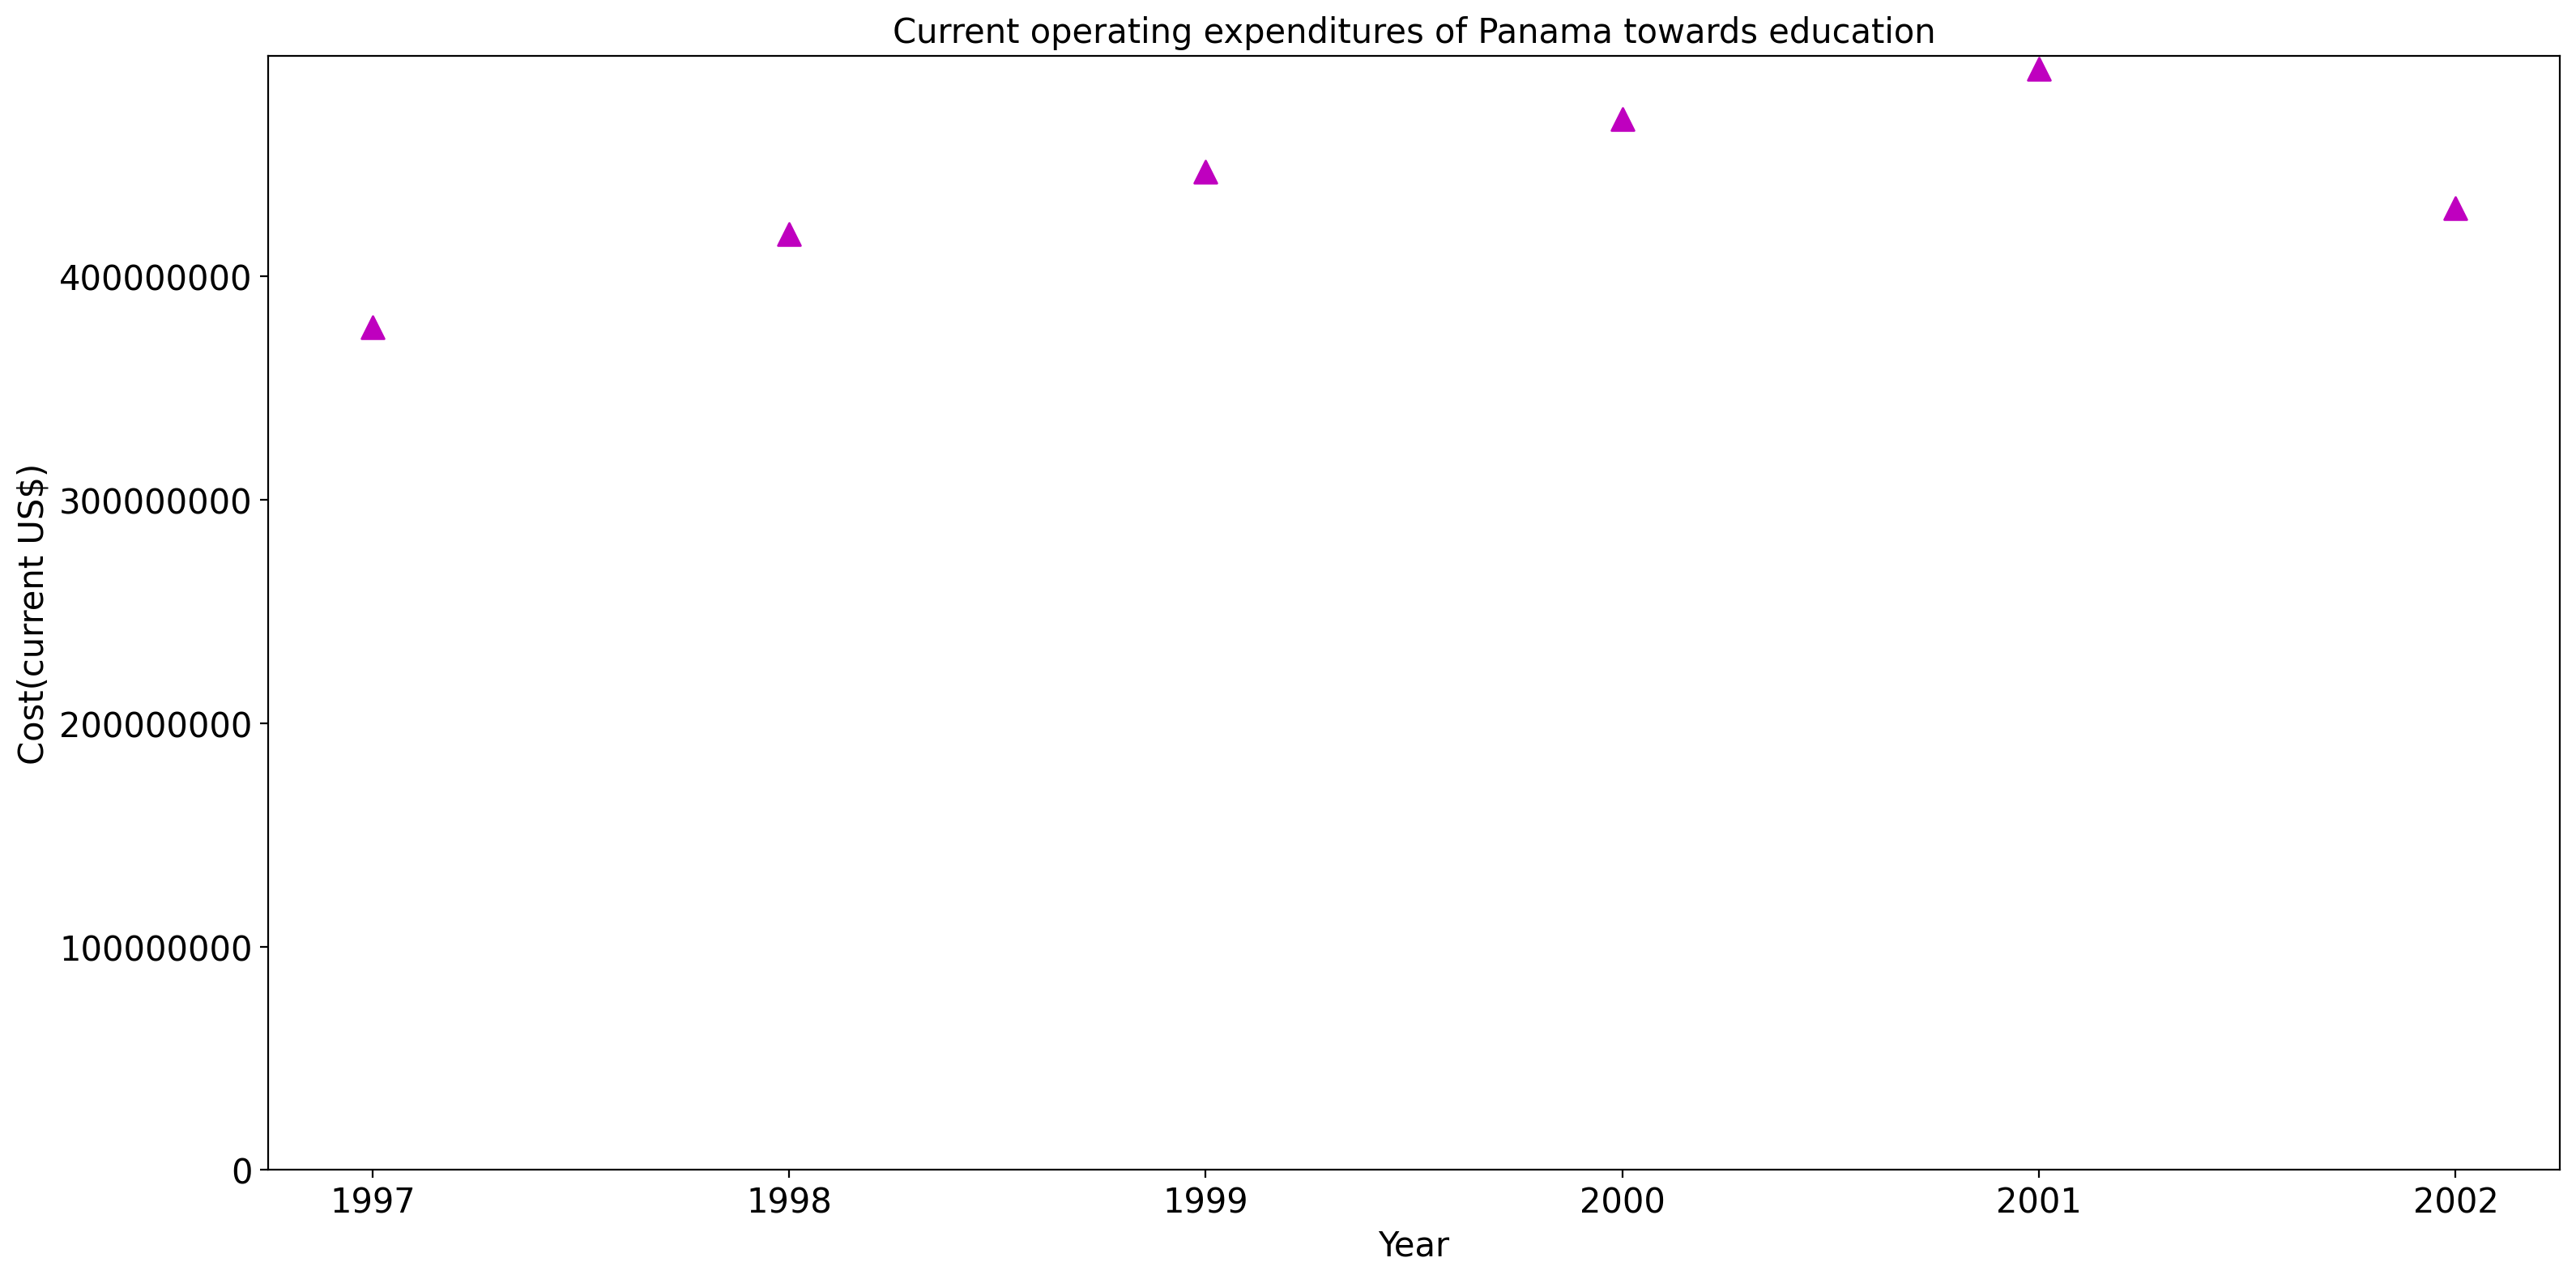 Current operating expenditures of Panama towards education
Cost(current US$)
400000000
300000000
200000000
100000000
0
1997 1998 1999 2000 2001 2002
Year